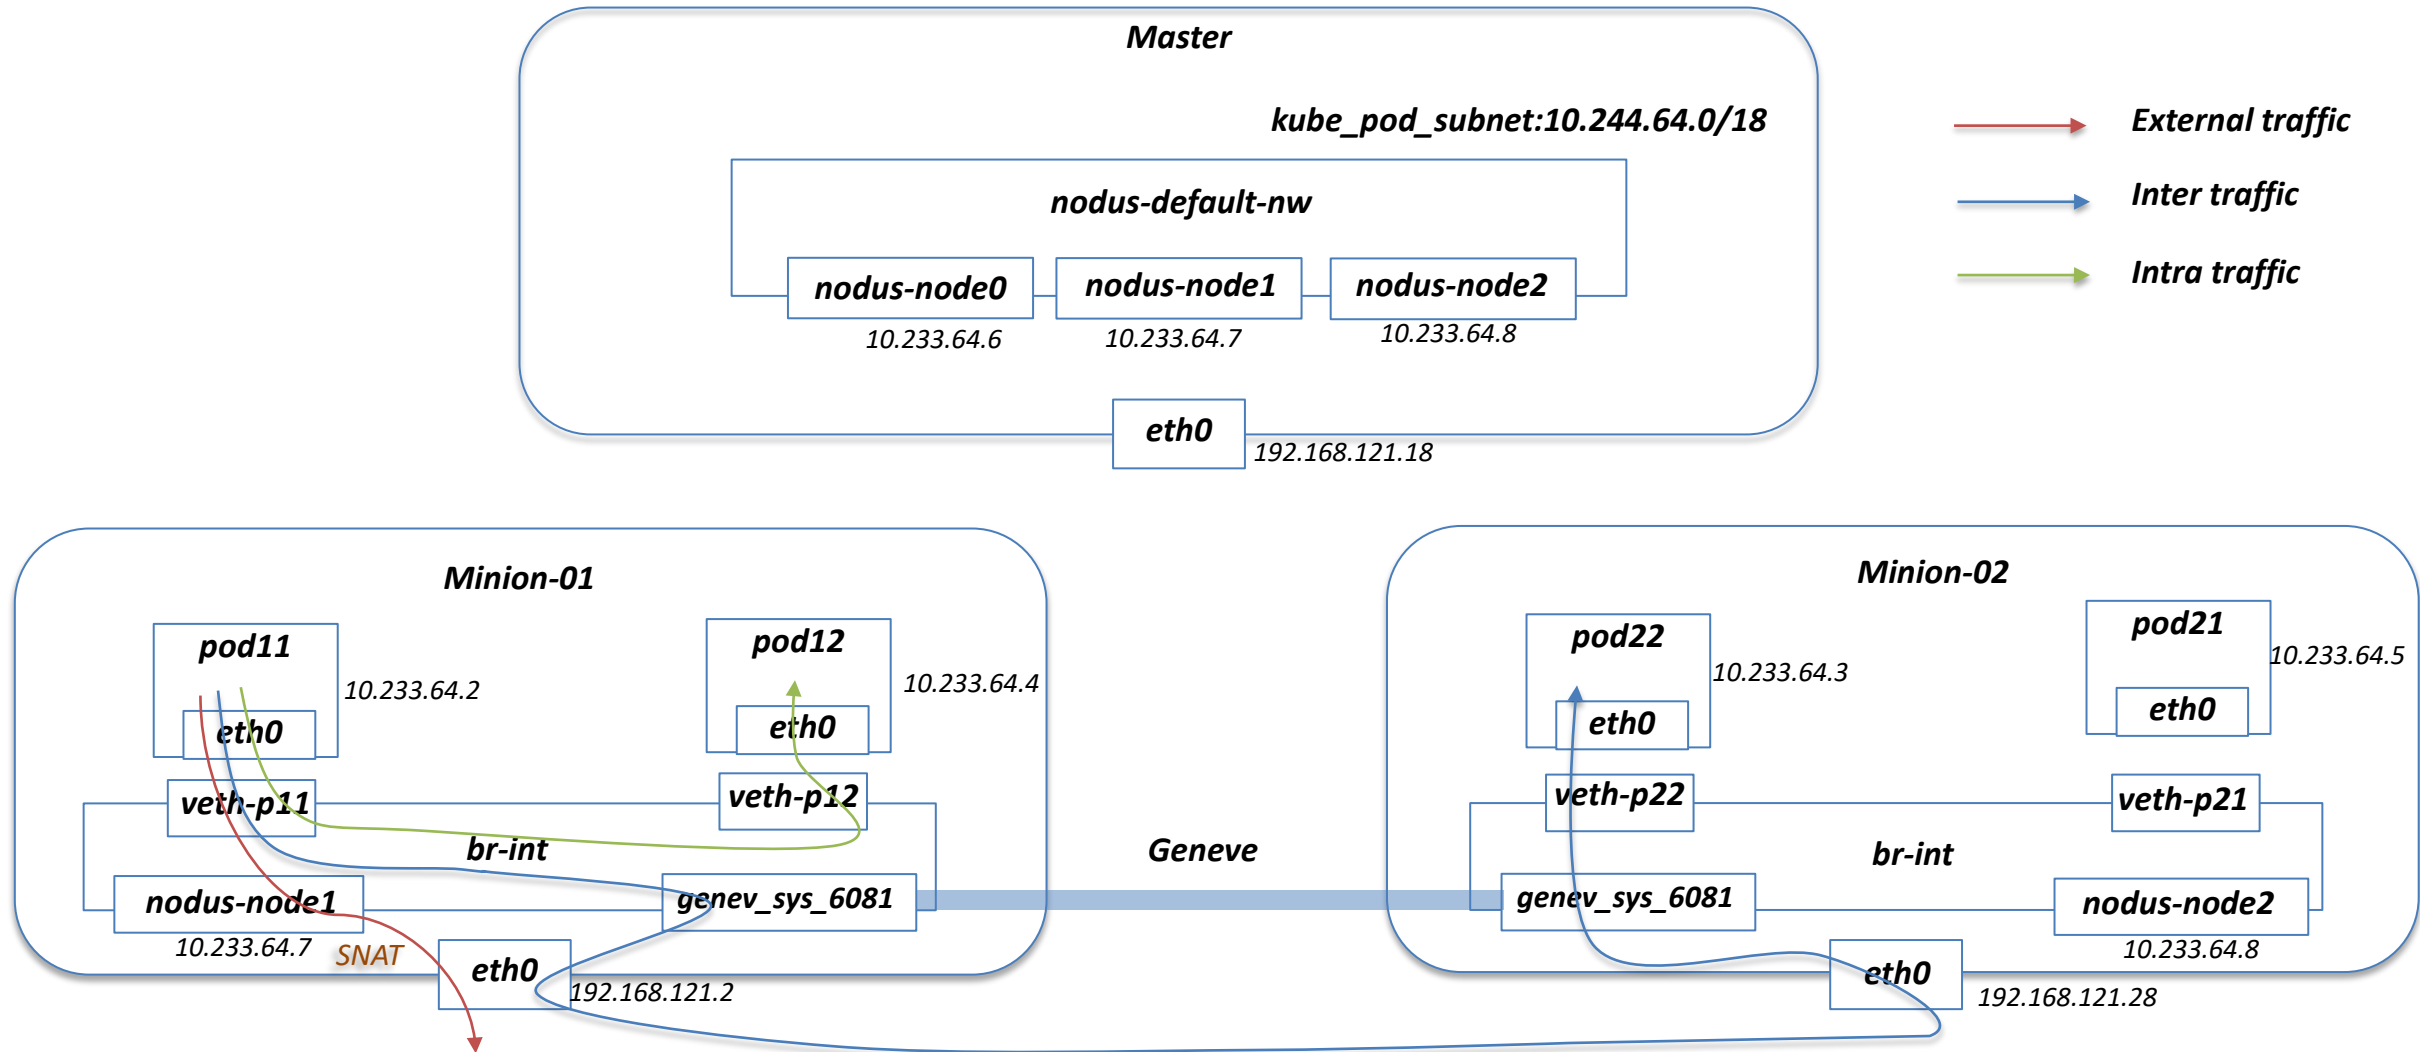 Master
kube_pod_subnet:10.244.64.0/18
nodus-default-nw
nodus-node0
nodus-node1
nodus-node2
10.233.64.6
10.233.64.7
10.233.64.8
eth0
192.168.121.18
External traffic
Inter traffic
Intra traffic
Minion-01
pod11
10.233.64.2
eth0
pod12
10.233.64.4
eth0
veth-p11
veth-p12
br-int
nodus-node1
10.233.64.7
genev_sys_6081
SNAT
eth0
192.168.121.2
Geneve
Minion-02
pod22
10.233.64.3
eth0
pod21
10.233.64.5
eth0
veth-p22
veth-p21
br-int
genev_sys_6081
nodus-node2
10.233.64.8
eth0
192.168.121.28